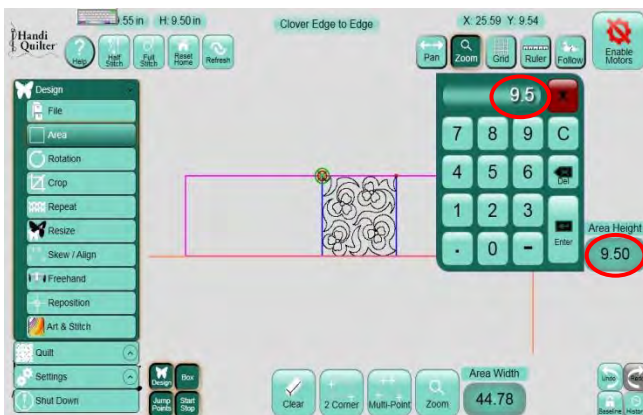 Handi
Quilter
.55 in H: 9.50 in
Clover Edge to Edge
X: 25.59 Y: 9.54
Help
Half
Stitch
Full
Stitch
Reset
Home
Refresh
Pan
Zoom
Grid
Ruler
Follow
Enable
Motors
Design
File
Area
Rotation
Crop
Repeat
Resize
Skew / Align
Freehand
Reposition
Art & Stitch
Quilt
Settings
Shut Down
9.5
X
7 8 9 C
4 5 6 Del
1 2 3
. 0 - Enter
Area Height
9.50
Design
Box
Jump
Points
Start
Stop
Clear
2 Corner
Multi-Point
Zoom
Area Width
44.78
Undo
Baseline